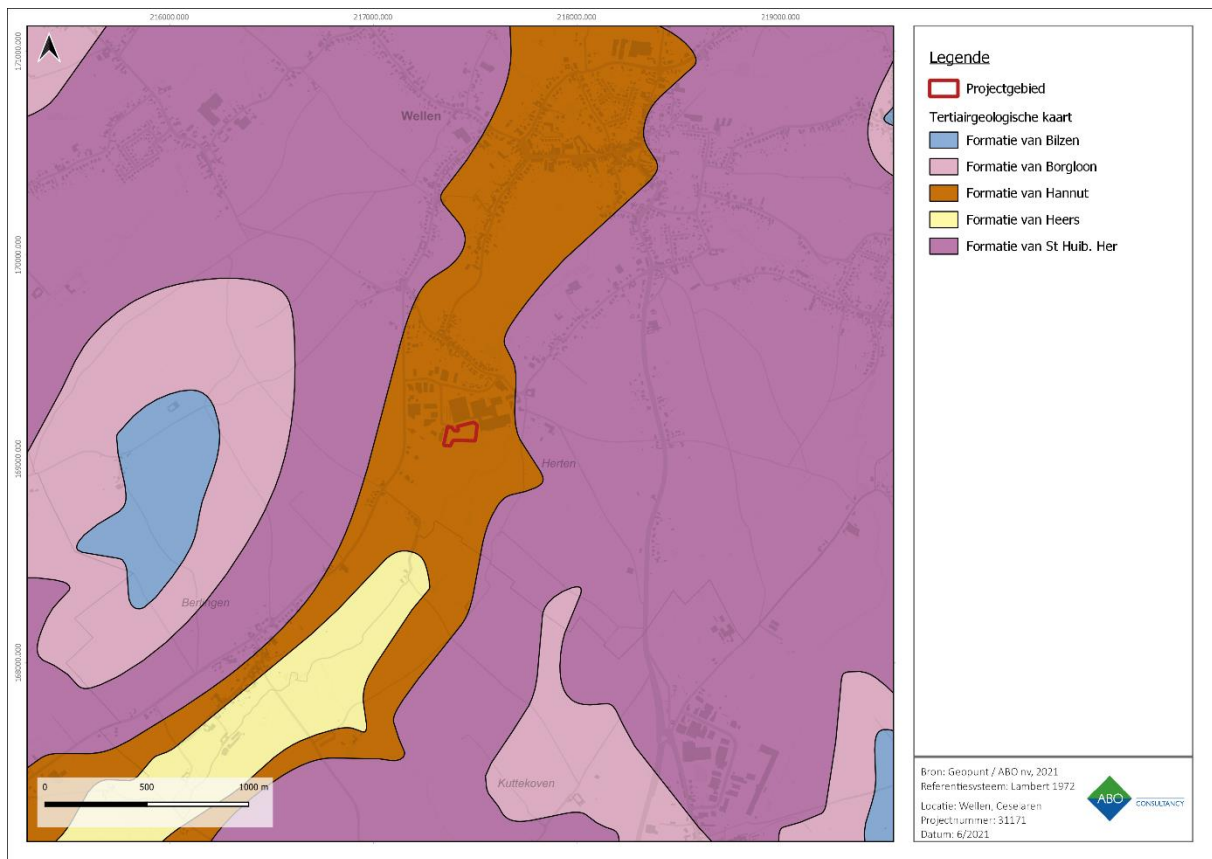 216000.000
217000.000
218000.000
219000.000
171000.000
170000.000
169000.000
168000.000
Wellen
Herten
Berlingen
Kuttekoven
0
500
1000 m
Legende
Projectgebied
Tertiairgeologische kaart
Formatie van Bilzen
Formatie van Borgloon
Formatie van Hannut
Formatie van Heers
Formatie van St Huib. Her
Bron: Geopunt / ABO nv, 2021
Referentiesysteem: Lambert 1972
Locatie: Wellen, Ceselaren
Projectnummer: 31171
Datum: 6/2021
ABO
CONSULTANCY